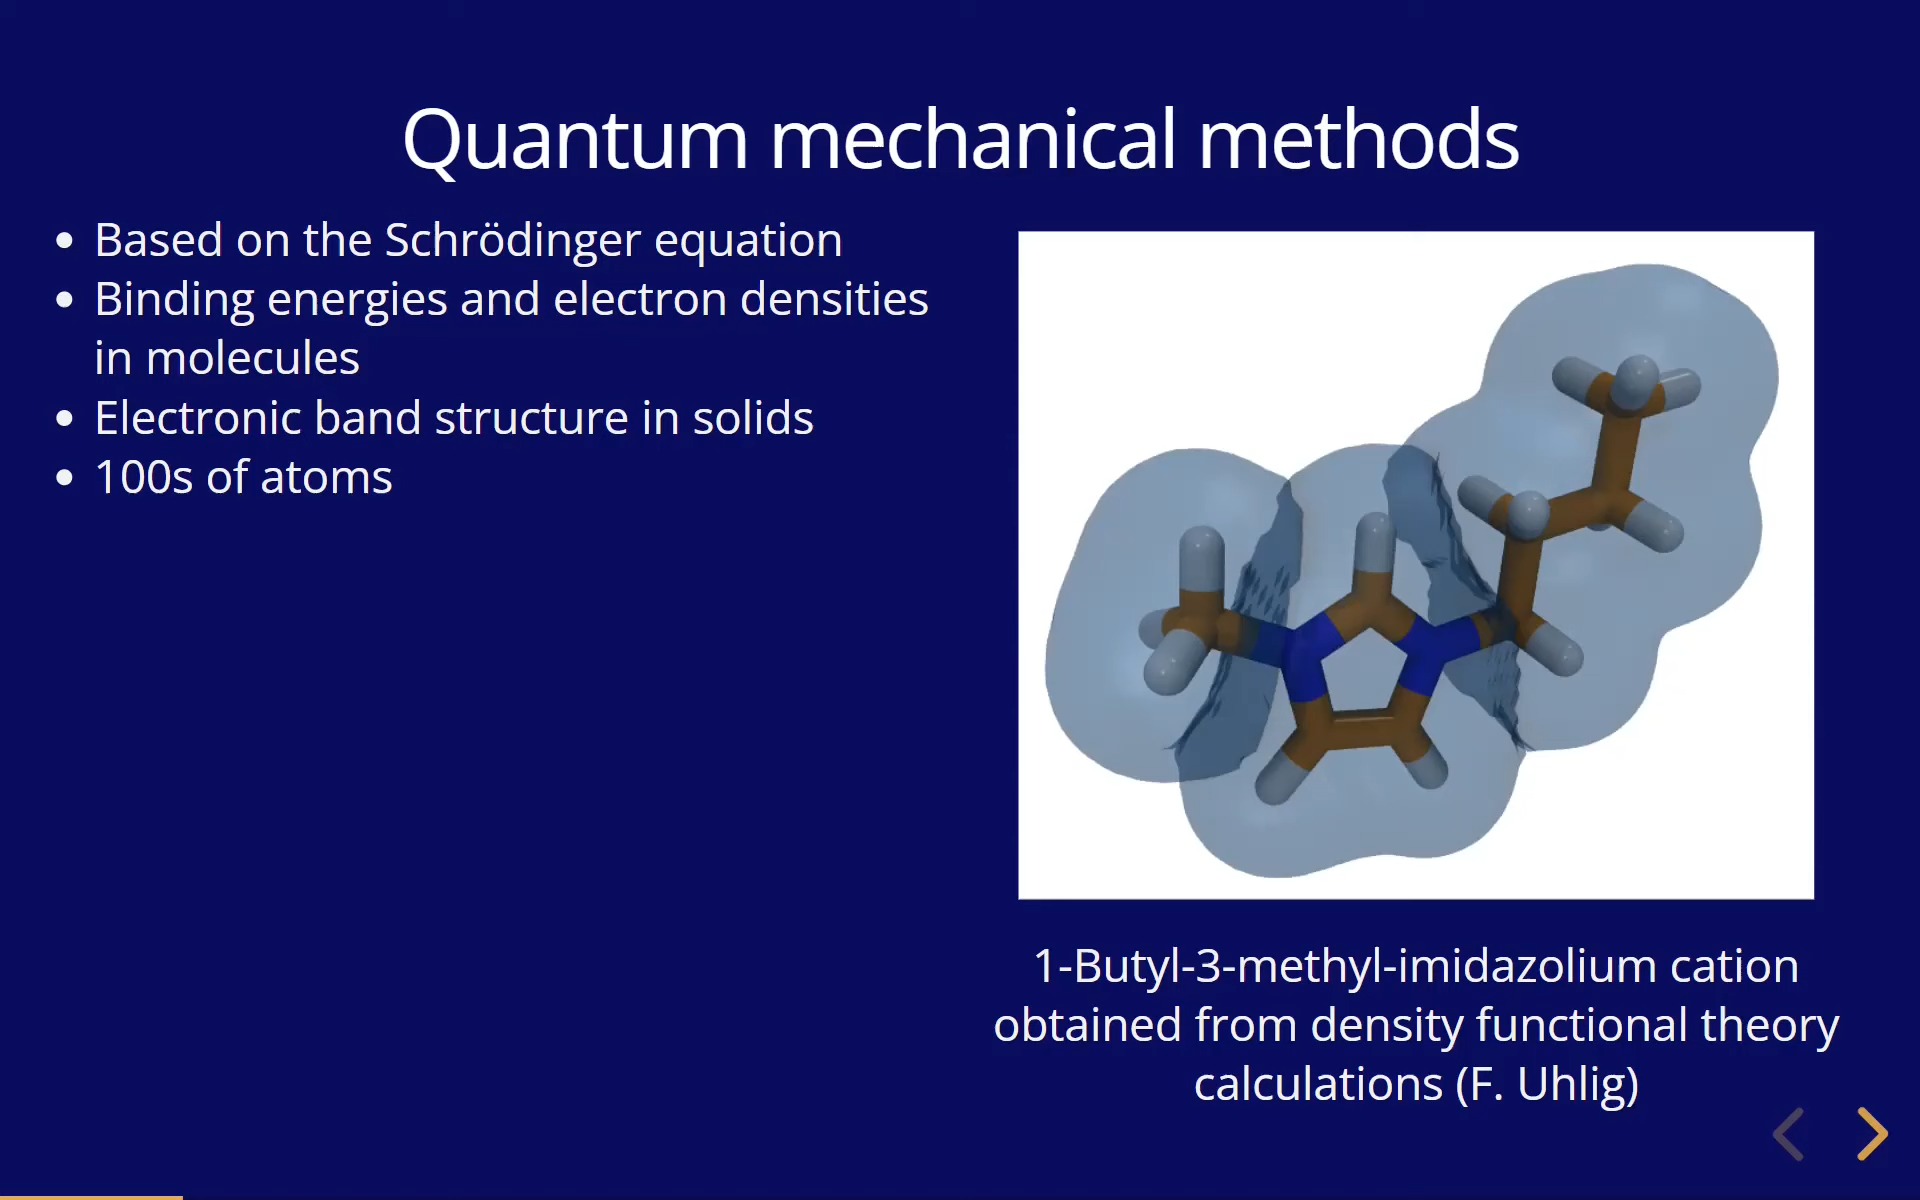 Quantum mechanical methods
Based on the Schrödinger equation
Binding energies and electron densities
in molecules
Electronic band structure in solids
100s of atoms
1-Butyl-3-methyl-imidazolium cation
obtained from density functional theory
calculations (F. Uhlig)